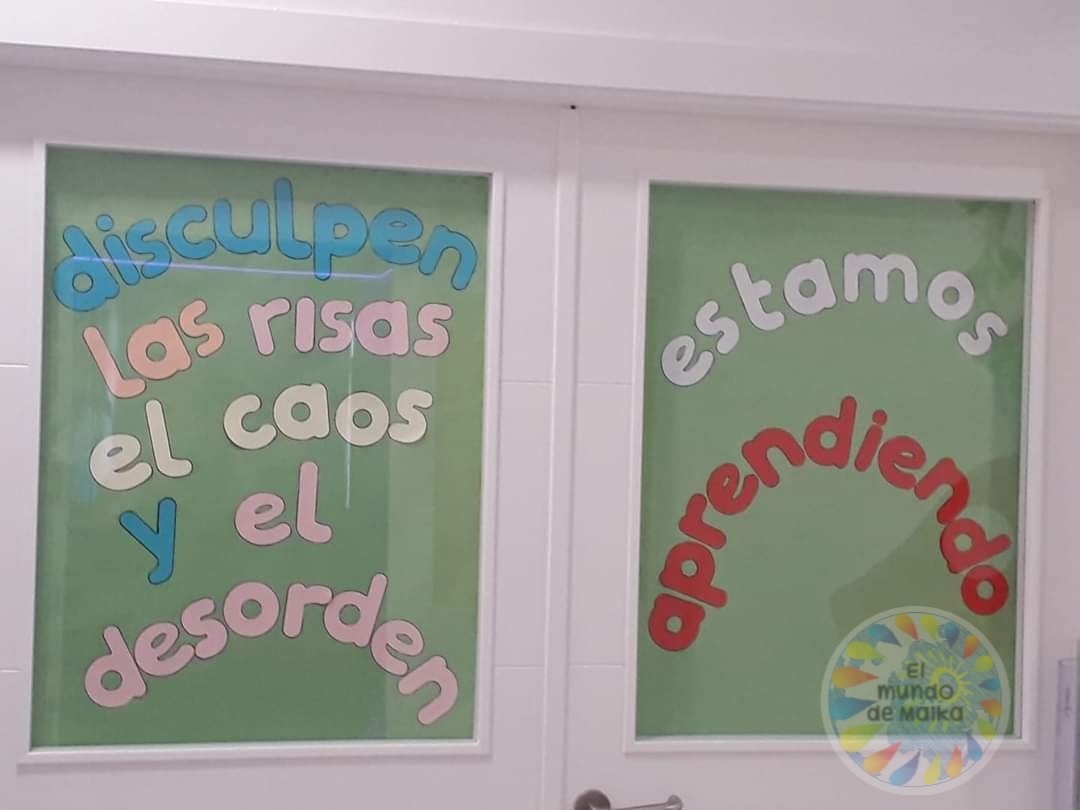 disculpen
las risas
el caos
y el
desorden
estamos
aprendiendo
El
mundo
de Maika